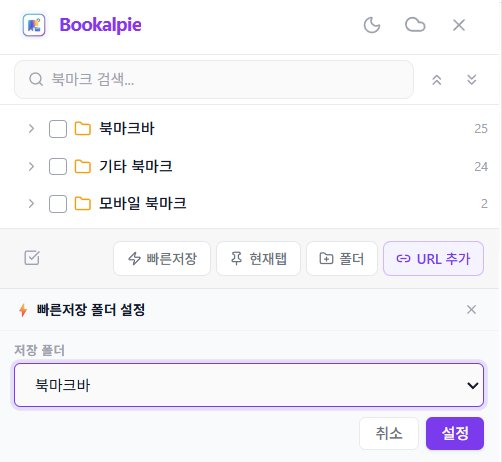 Bookalpie
북마크 검색...
북마크바 25
기타 북마크 24
모바일 북마크 2
빠른저장 현재탭 폴더 URL 추가
빠른저장 폴더 설정
저장 폴더
북마크바
취소 설정